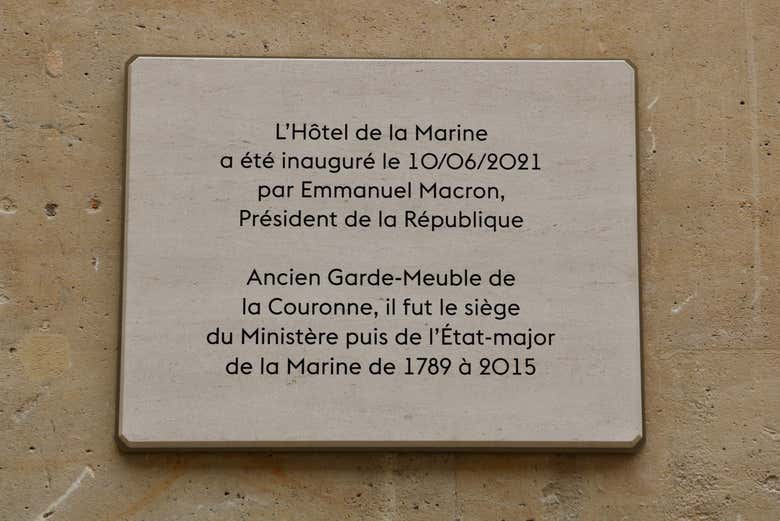 L'Hôtel de la Marine
a été inauguré le 10/06/2021
par Emmanuel Macron,
Président de la République
Ancien Garde-Meuble de
la Couronne, il fut le siège
du Ministère puis de l'État-major
de la Marine de 1789 à 2015